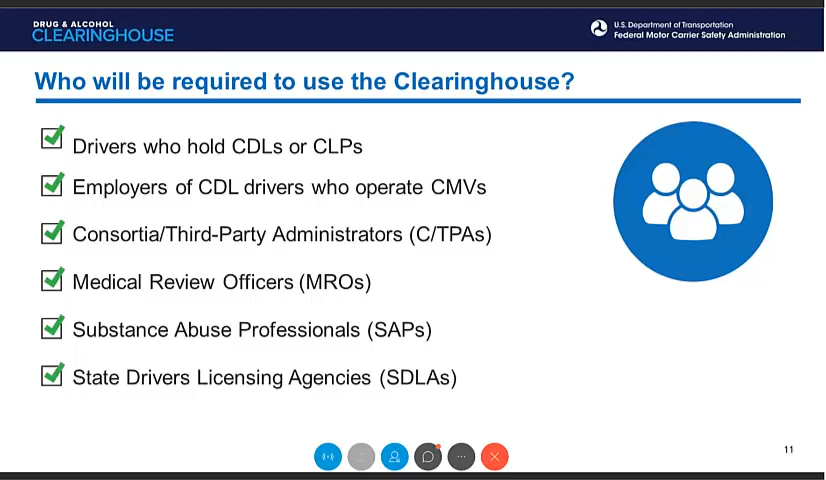 DRUG & ALCOHOL
CLEARINGHOUSE
U.S. Department of Transportation
Federal Motor Carrier Safety Administration
Who will be required to use the Clearinghouse?
Drivers who hold CDLs or CLPs
Employers of CDL drivers who operate CMVs
Consortia/Third-Party Administrators (C/TPAs)
Medical Review Officers (MROs)
Substance Abuse Professionals (SAPs)
State Drivers Licensing Agencies (SDLAs)
11